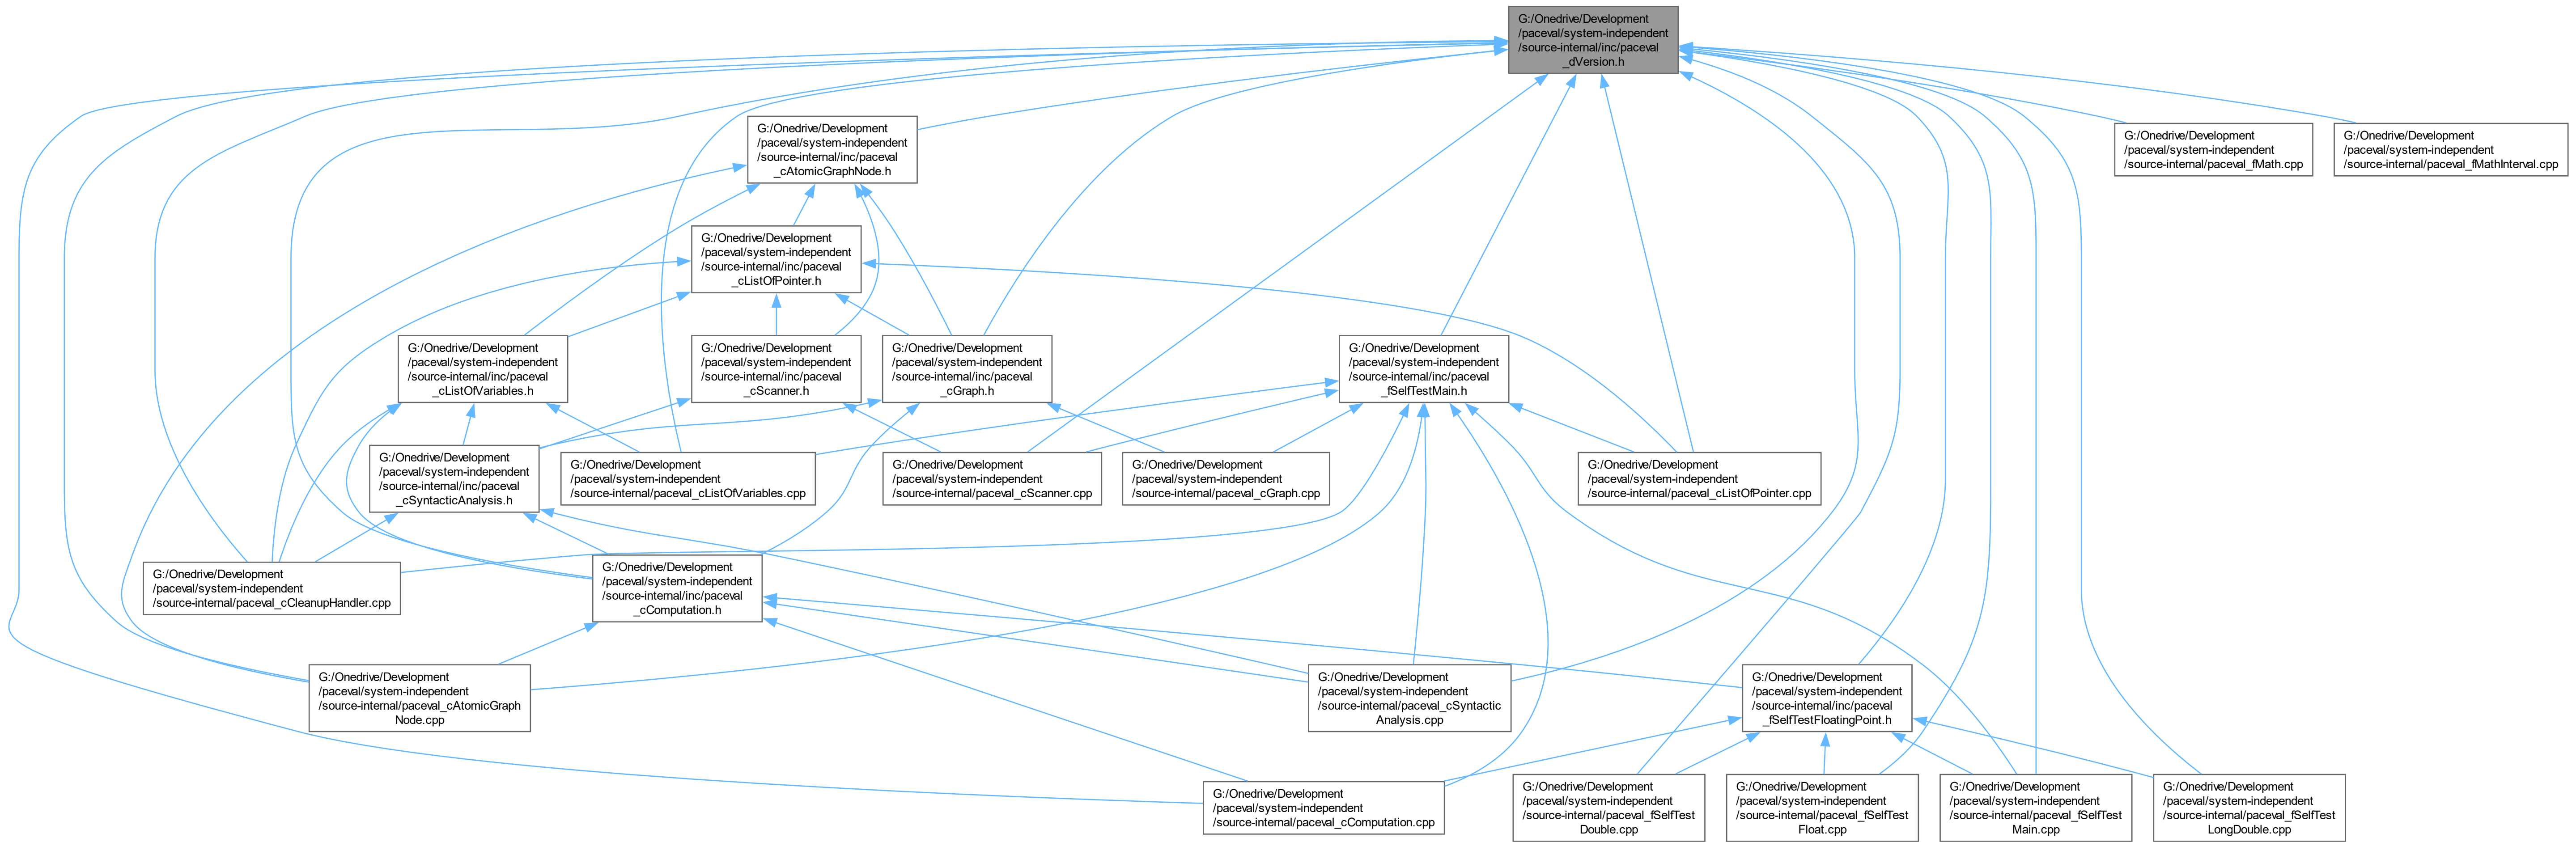 G:/Onedrive/Development
/paceval/system-independent
/source-internal/inc/paceval
_dVersion.h
G:/Onedrive/Development
/paceval/system-independent
/source-internal/inc/paceval
_cAtomicGraphNode.h
G:/Onedrive/Development
/paceval/system-independent
/source-internal/paceval_fMath.cpp
G:/Onedrive/Development
/paceval/system-independent
/source-internal/paceval_fMathInterval.cpp
G:/Onedrive/Development
/paceval/system-independent
/source-internal/inc/paceval
_cListOfPointer.h
G:/Onedrive/Development
/paceval/system-independent
/source-internal/inc/paceval
_cListOfVariables.h
G:/Onedrive/Development
/paceval/system-independent
/source-internal/inc/paceval
_cScanner.h
G:/Onedrive/Development
/paceval/system-independent
/source-internal/inc/paceval
_cGraph.h
G:/Onedrive/Development
/paceval/system-independent
/source-internal/inc/paceval
_fSelfTestMain.h
G:/Onedrive/Development
/paceval/system-independent
/source-internal/inc/paceval
_cSyntacticAnalysis.h
G:/Onedrive/Development
/paceval/system-independent
/source-internal/paceval_cListOfVariables.cpp
G:/Onedrive/Development
/paceval/system-independent
/source-internal/paceval_cScanner.cpp
G:/Onedrive/Development
/paceval/system-independent
/source-internal/paceval_cGraph.cpp
G:/Onedrive/Development
/paceval/system-independent
/source-internal/paceval_cListOfPointer.cpp
G:/Onedrive/Development
/paceval/system-independent
/source-internal/paceval_cCleanupHandler.cpp
G:/Onedrive/Development
/paceval/system-independent
/source-internal/inc/paceval
_cComputation.h
G:/Onedrive/Development
/paceval/system-independent
/source-internal/paceval_cAtomicGraph
Node.cpp
G:/Onedrive/Development
/paceval/system-independent
/source-internal/paceval_cSyntactic
Analysis.cpp
G:/Onedrive/Development
/paceval/system-independent
/source-internal/inc/paceval
_fSelfTestFloatingPoint.h
G:/Onedrive/Development
/paceval/system-independent
/source-internal/paceval_cComputation.cpp
G:/Onedrive/Development
/paceval/system-independent
/source-internal/paceval_fSelfTest
Double.cpp
G:/Onedrive/Development
/paceval/system-independent
/source-internal/paceval_fSelfTest
Float.cpp
G:/Onedrive/Development
/paceval/system-independent
/source-internal/paceval_fSelfTest
Main.cpp
G:/Onedrive/Development
/paceval/system-independent
/source-internal/paceval_fSelfTest
LongDouble.cpp